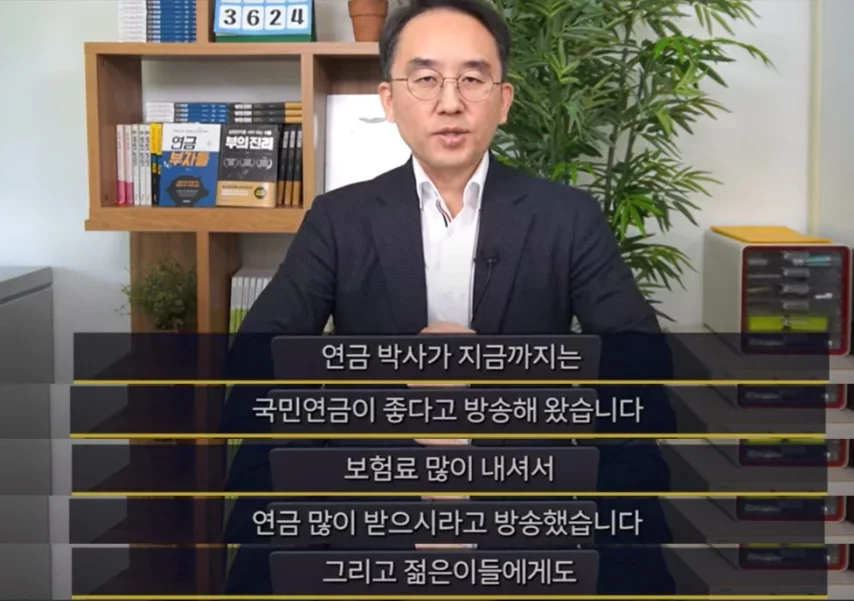 3624
연금
부자들
부의 진리
연금 박사가 지금까지는
국민연금이 좋다고 방송해 왔습니다
보험료 많이 내셔서
연금 많이 받으시라고 방송했습니다
그리고 젊은이들에게도